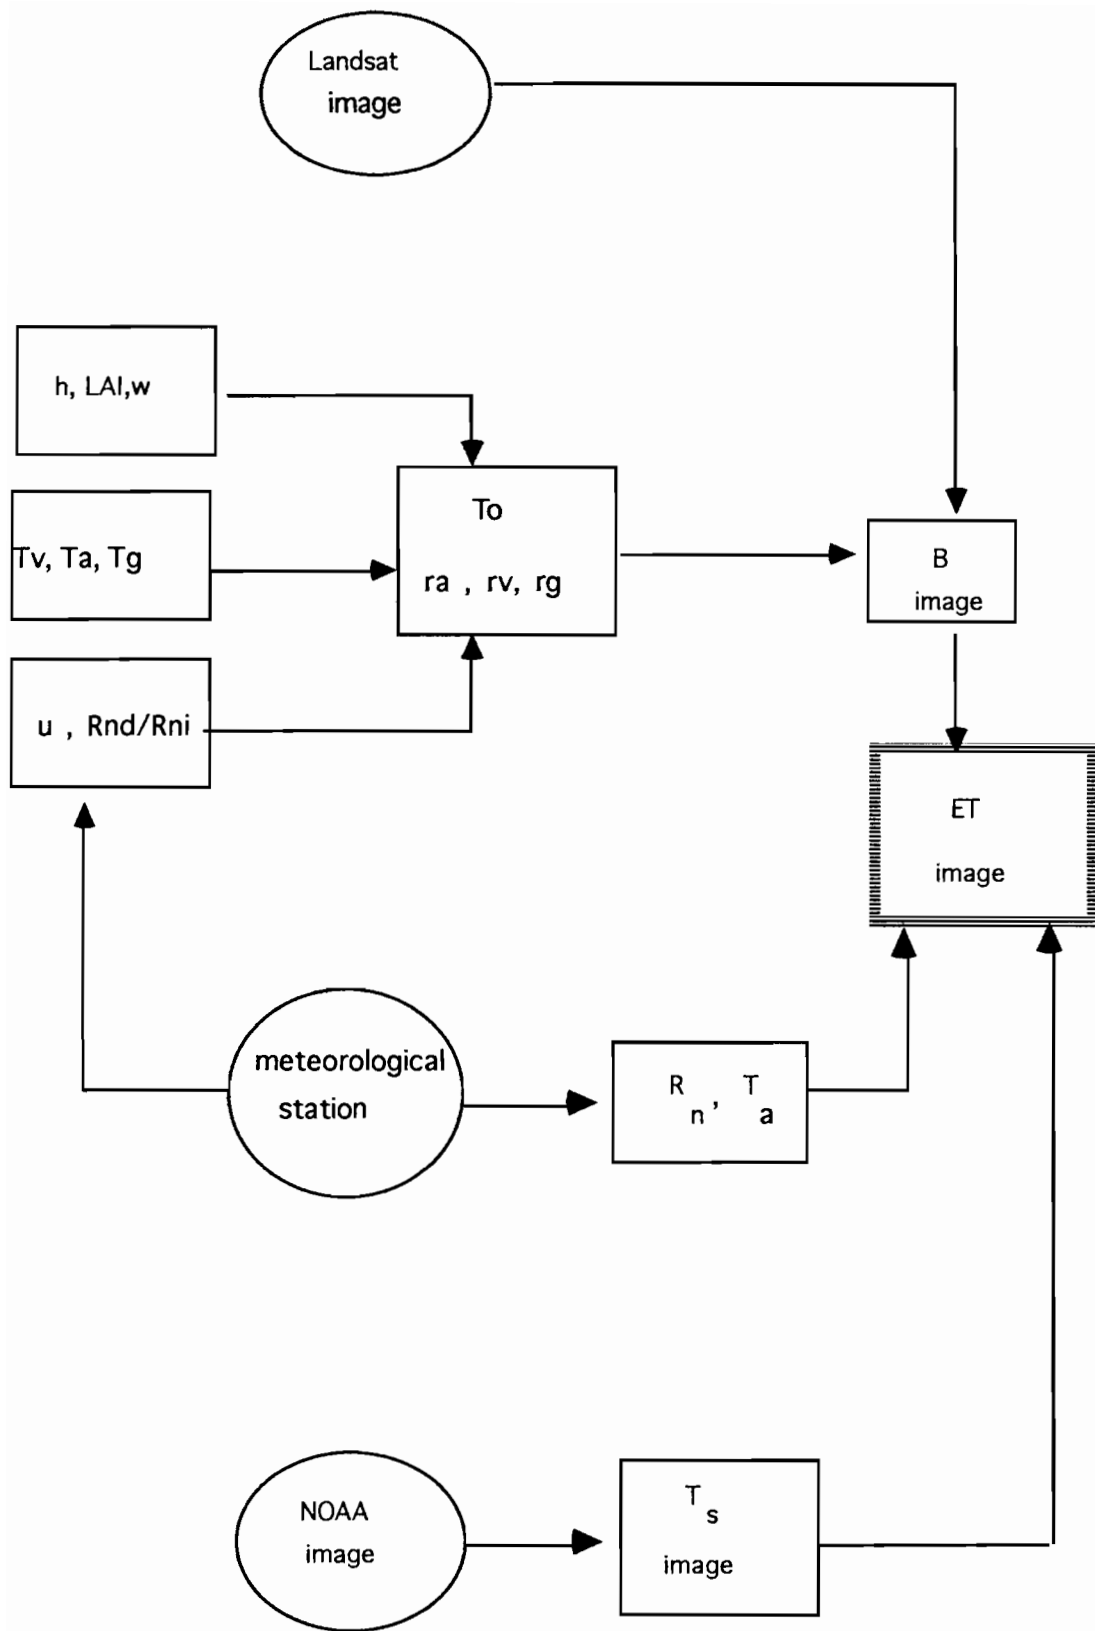 Landsat
image
h, LAI,w
To
Tv, Ta, Tg
ra , rv, rg
B
image
u , Rnd/Rni
ET
image
meteorological
station
R n, T a
NOAA
image
T s
image